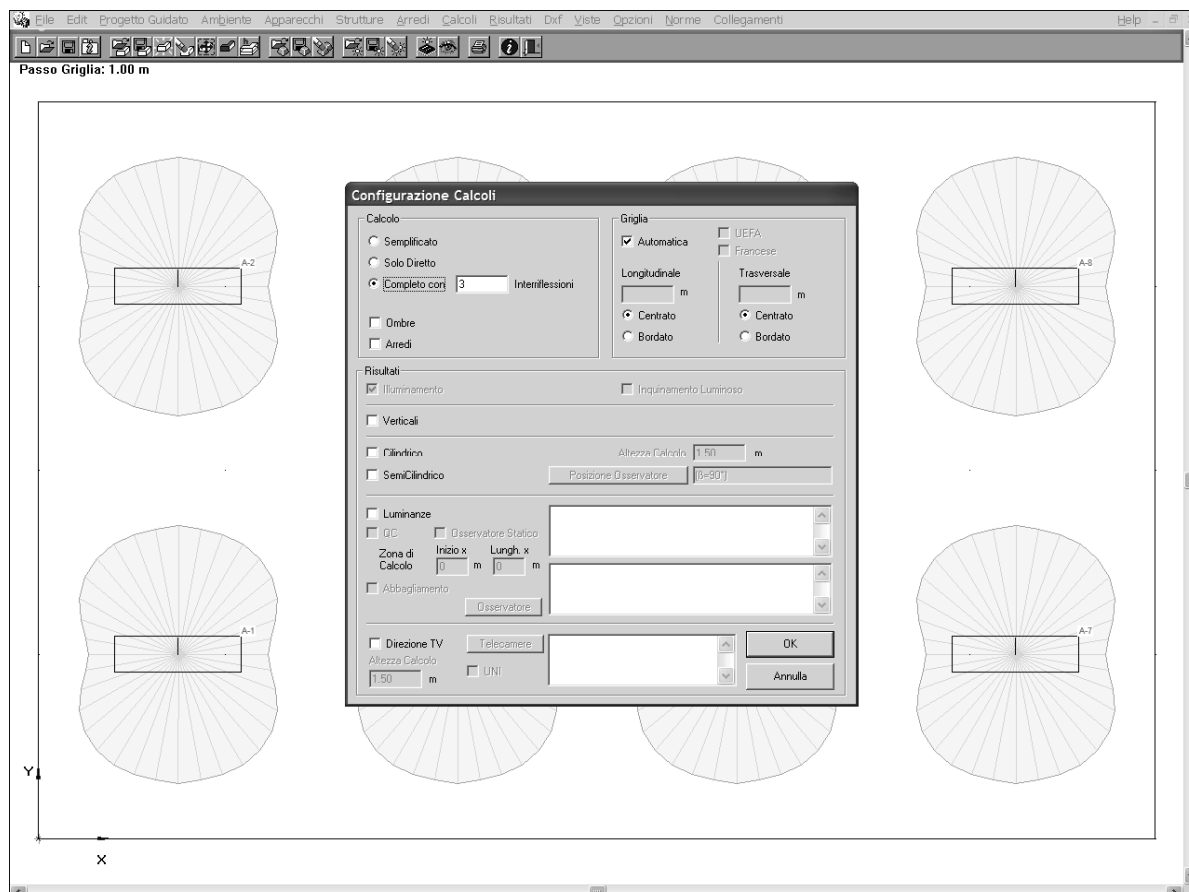 File Edit Progetto Guidato Ambiente Apparecchi Strutture Arredi Calcoli Risultati Dxf Viste Opzioni Norme Collegamenti Help
Passo Griglia: 1.00 m
A-2
A-8
A-1
A-7
Y
X
Configurazione Calcoli
Calcolo
Semplificato
Solo Diretto
Completo con 3 Interriflessioni
Ombre
Arredi
Griglia
Automatica
UEFA
Francese
Longitudinale
Trasversale
m
m
Centrato
Centrato
Bordato
Bordato
Risultati
Illuminamento
Inquinamento Luminoso
Verticali
Cilindrico
Altezza Calcolo 1.50 m
SemiCilindrico
Posizione Osservatore (ß=90°)
Luminanze
QC
Osservatore Statico
Zona di Calcolo
Inizio x
Lungh. x
0 m
0 m
Abbagliamento
Osservatore
Direzione TV
Telecamere
Altezza Calcolo
1.50 m
UNI
OK
Annulla